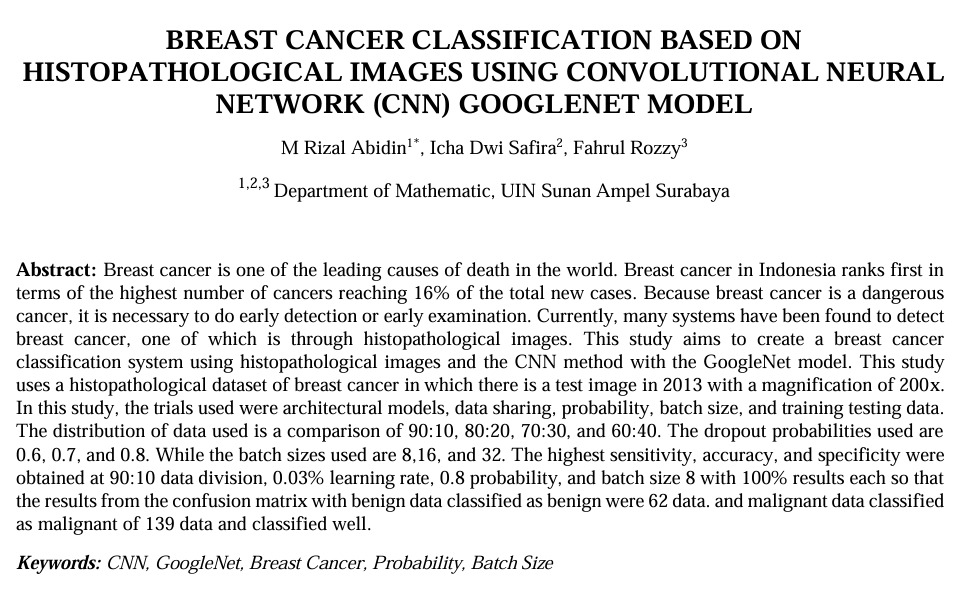 BREAST CANCER CLASSIFICATION BASED ON
HISTOPATHOLOGICAL IMAGES USING CONVOLUTIONAL NEURAL
NETWORK (CNN) GOOGLENET MODEL
M Rizal Abidin1*, Icha Dwi Safira2, Fahrul Rozzy3
1,2,3 Department of Mathematic, UIN Sunan Ampel Surabaya
Abstract: Breast cancer is one of the leading causes of death in the world. Breast cancer in Indonesia ranks first in
terms of the highest number of cancers reaching 16% of the total new cases. Because breast cancer is a dangerous
cancer, it is necessary to do early detection or early examination. Currently, many systems have been found to detect
breast cancer, one of which is through histopathological images. This study aims to create a breast cancer
classification system using histopathological images and the CNN method with the GoogleNet model. This study
uses a histopathological dataset of breast cancer in which there is a test image in 2013 with a magnification of 200x.
In this study, the trials used were architectural models, data sharing, probability, batch size, and training testing data.
The distribution of data used is a comparison of 90:10, 80:20, 70:30, and 60:40. The dropout probabilities used are
0.6, 0.7, and 0.8. While the batch sizes used are 8,16, and 32. The highest sensitivity, accuracy, and specificity were
obtained at 90:10 data division, 0.03% learning rate, 0.8 probability, and batch size 8 with 100% results each so that
the results from the confusion matrix with benign data classified as benign were 62 data. and malignant data classified
as malignant of 139 data and classified well.
Keywords: CNN, GoogleNet, Breast Cancer, Probability, Batch Size